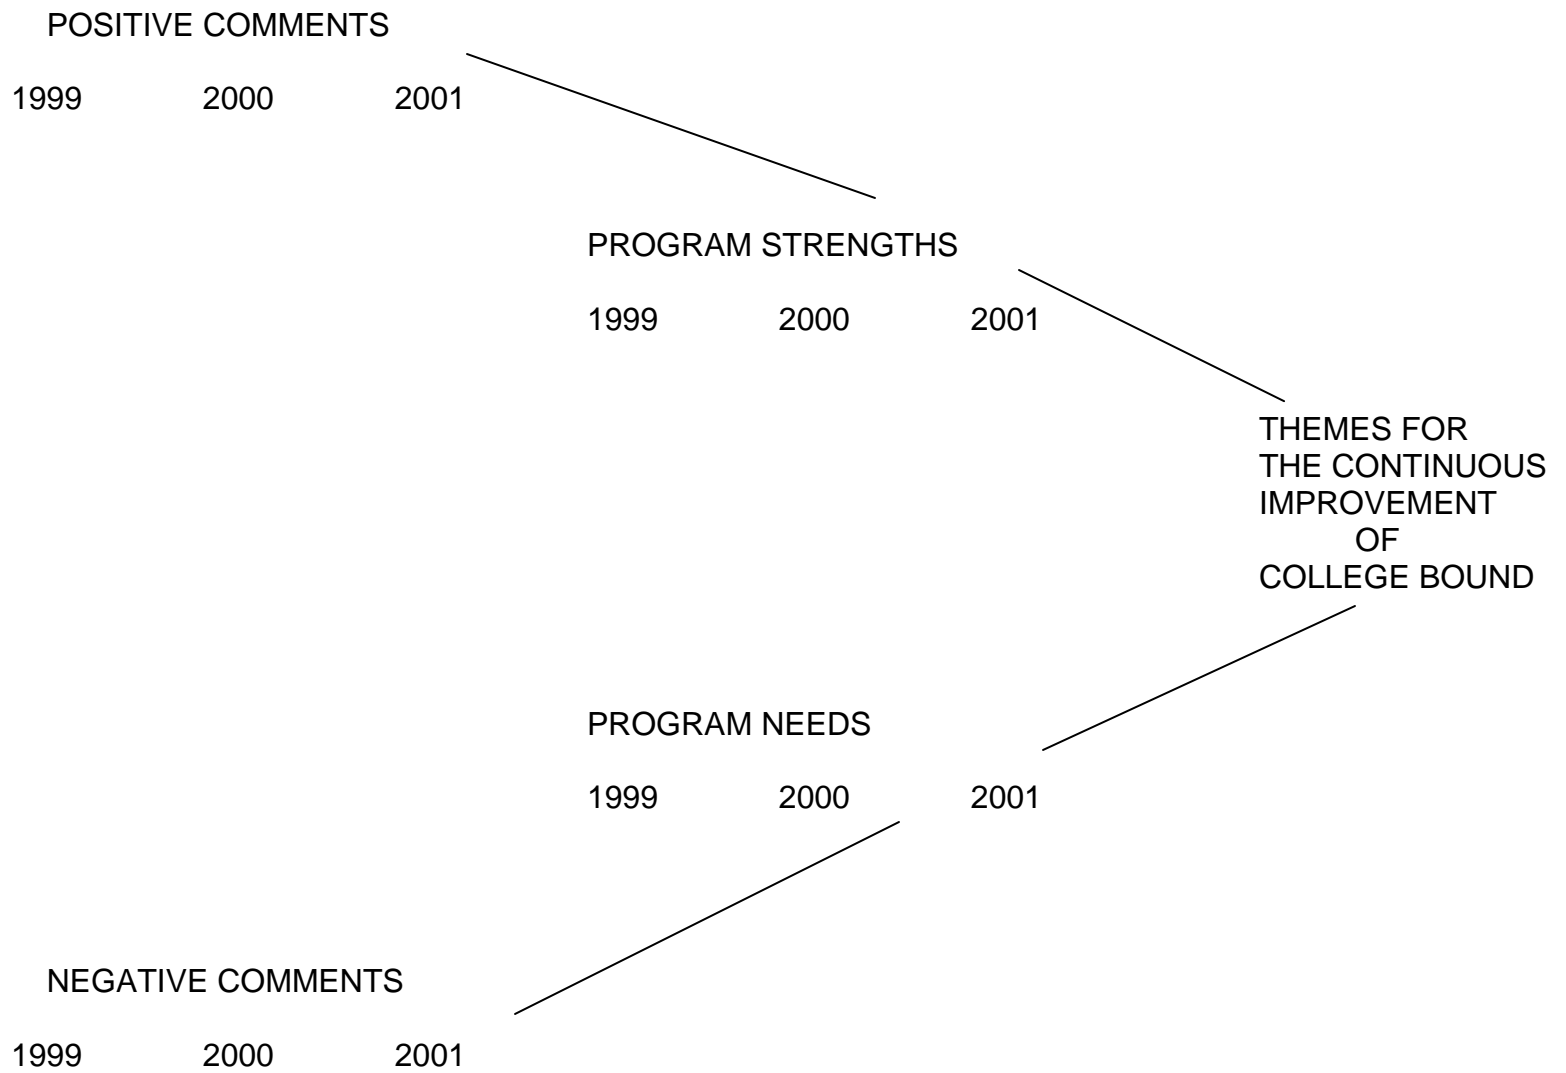 POSITIVE COMMENTS
1999 2000 2001
PROGRAM STRENGTHS
1999 2000 2001
THEMES FOR
THE CONTINUOUS
IMPROVEMENT
OF
COLLEGE BOUND
PROGRAM NEEDS
1999 2000 2001
NEGATIVE COMMENTS
1999 2000 2001